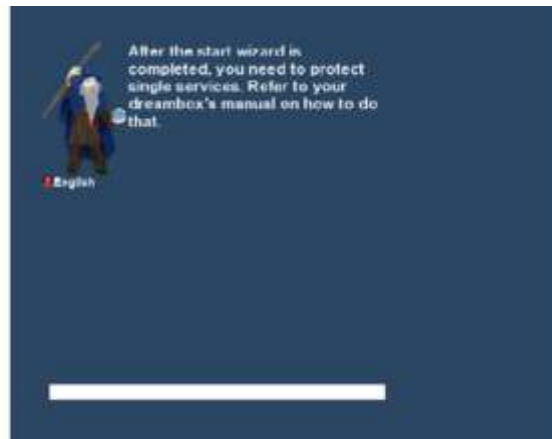 After the start wizard is
completed, you need to protect
single services. Refer to your
dreambox's manual on how to do
that.
English